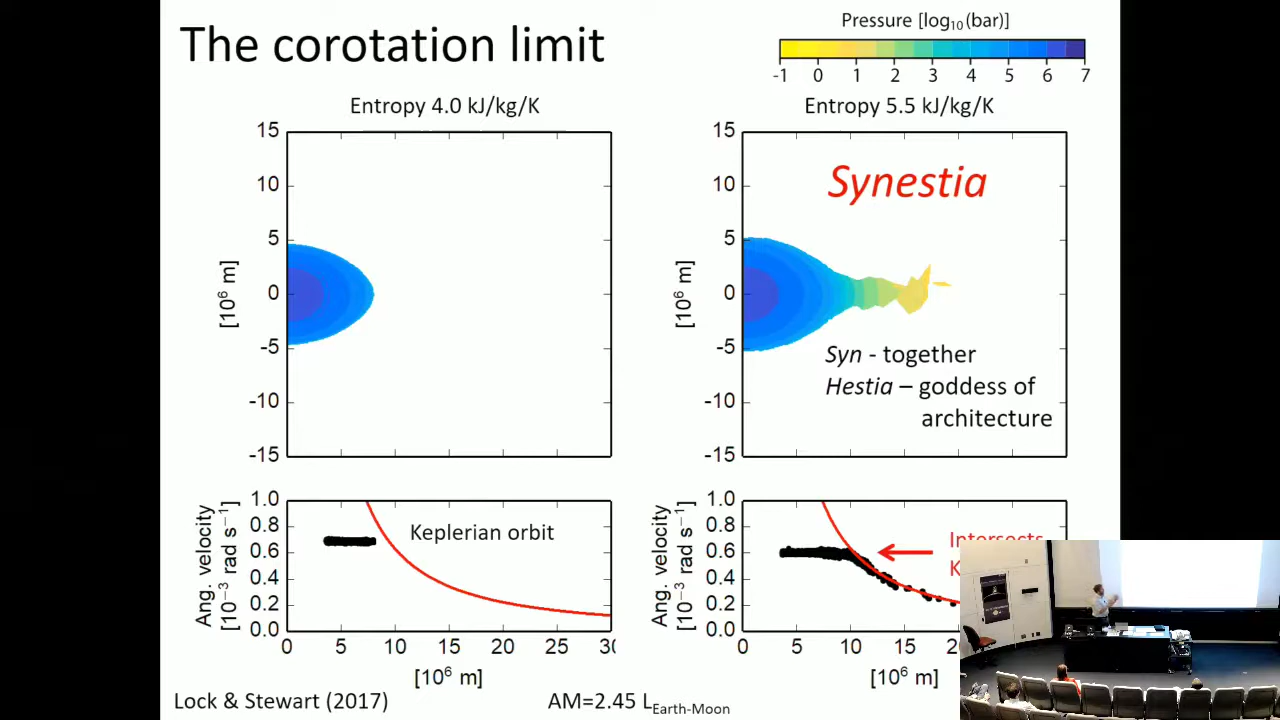 The corotation limit
Pressure [log10(bar)]
-1 0 1 2 3 4 5 6 7
Entropy 4.0 kJ/kg/K
15
10
5
0
-5
-10
-15
[10⁶ m]
Entropy 5.5 kJ/kg/K
15
10
5
0
-5
-10
-15
[10⁶ m]
Synestia
Syn - together
Hestia – goddess of
architecture
1.0
0.8
0.6
0.4
0.2
0.0
Ang. velocity
[10⁻³ rad s⁻¹]
Keplerian orbit
0 5 10 15 20 25 30
[10⁶ m]
1.0
0.8
0.6
0.4
0.2
0.0
Ang. velocity
[10⁻³ rad s⁻¹]
Intersects
K
0 5 10 15
[10⁶ m]
Lock & Stewart (2017)
AM=2.45 LEarth-Moon